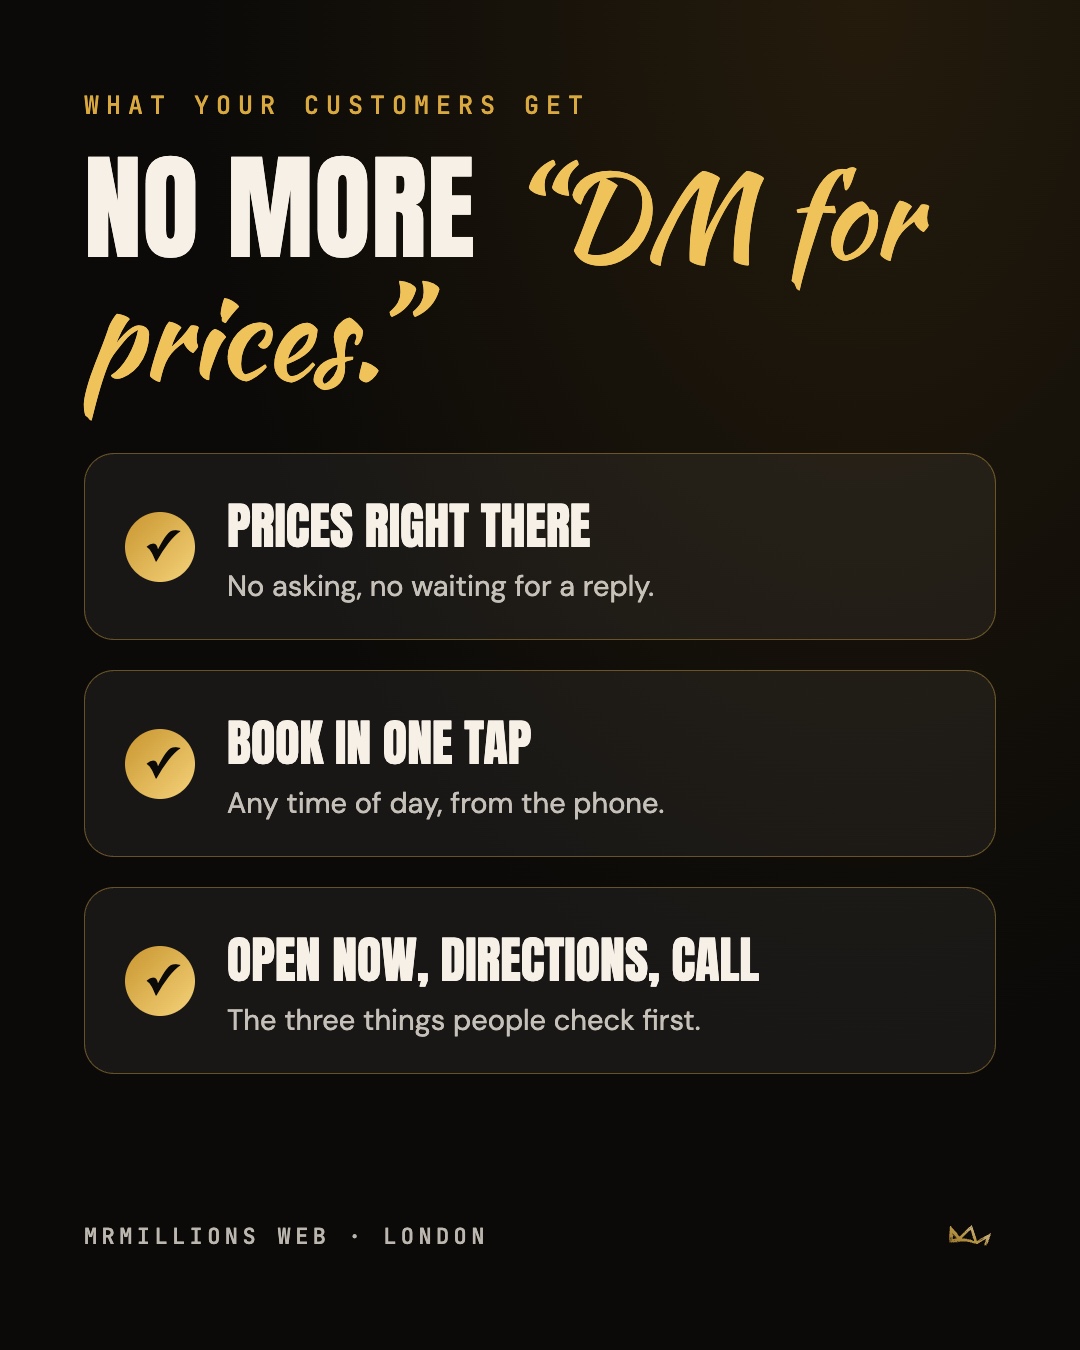 WHAT YOUR CUSTOMERS GET
NO MORE “DM for
prices.”
PRICES RIGHT THERE
No asking, no waiting for a reply.
BOOK IN ONE TAP
Any time of day, from the phone.
OPEN NOW, DIRECTIONS, CALL
The three things people check first.
MRMILLIONS WEB · LONDON